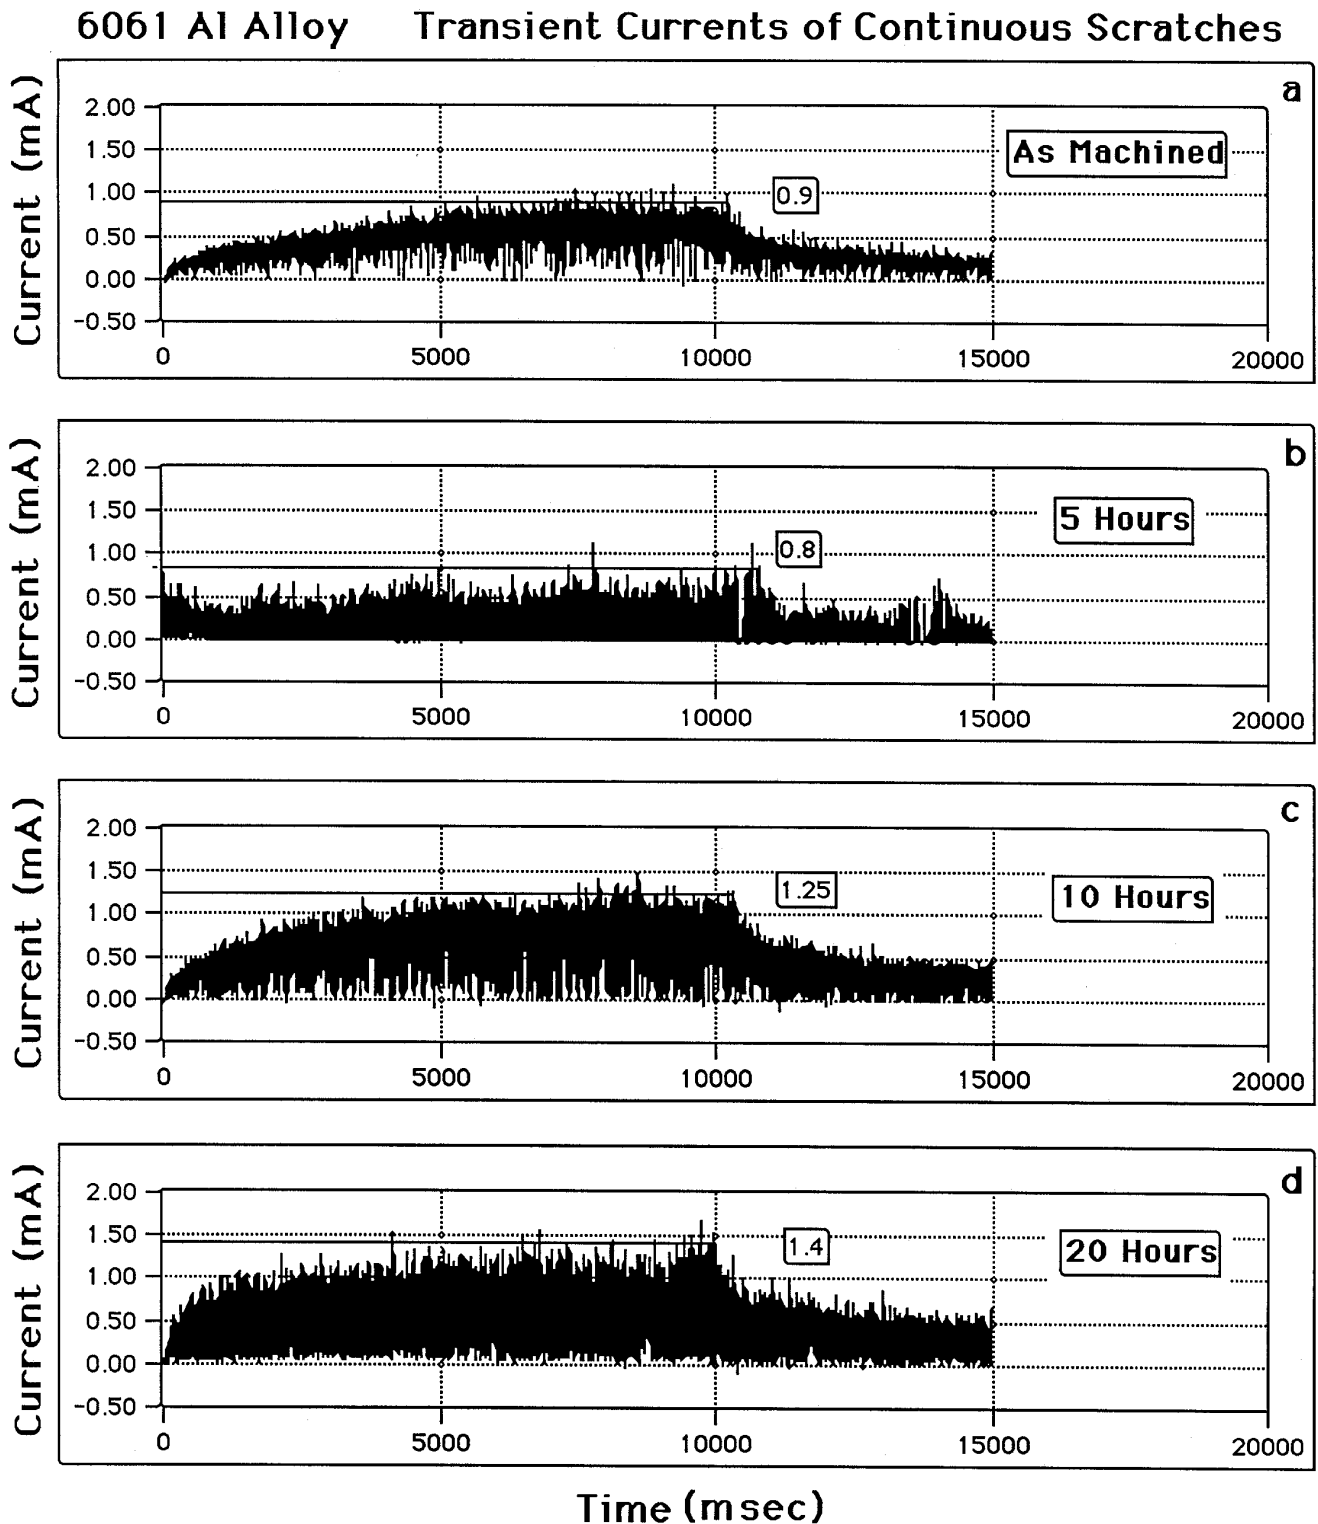 6061 Al Alloy Transient Currents of Continuous Scratches
a
Current (mA)
2.00
1.50
1.00
0.50
0.00
-0.50
As Machined
0.9
0 5000 10000 15000 20000
b
Current (mA)
2.00
1.50
1.00
0.50
0.00
-0.50
5 Hours
0.8
0 5000 10000 15000 20000
c
Current (mA)
2.00
1.50
1.00
0.50
0.00
-0.50
10 Hours
1.25
0 5000 10000 15000 20000
d
Current (mA)
2.00
1.50
1.00
0.50
0.00
-0.50
20 Hours
1.4
0 5000 10000 15000 20000
Time (msec)